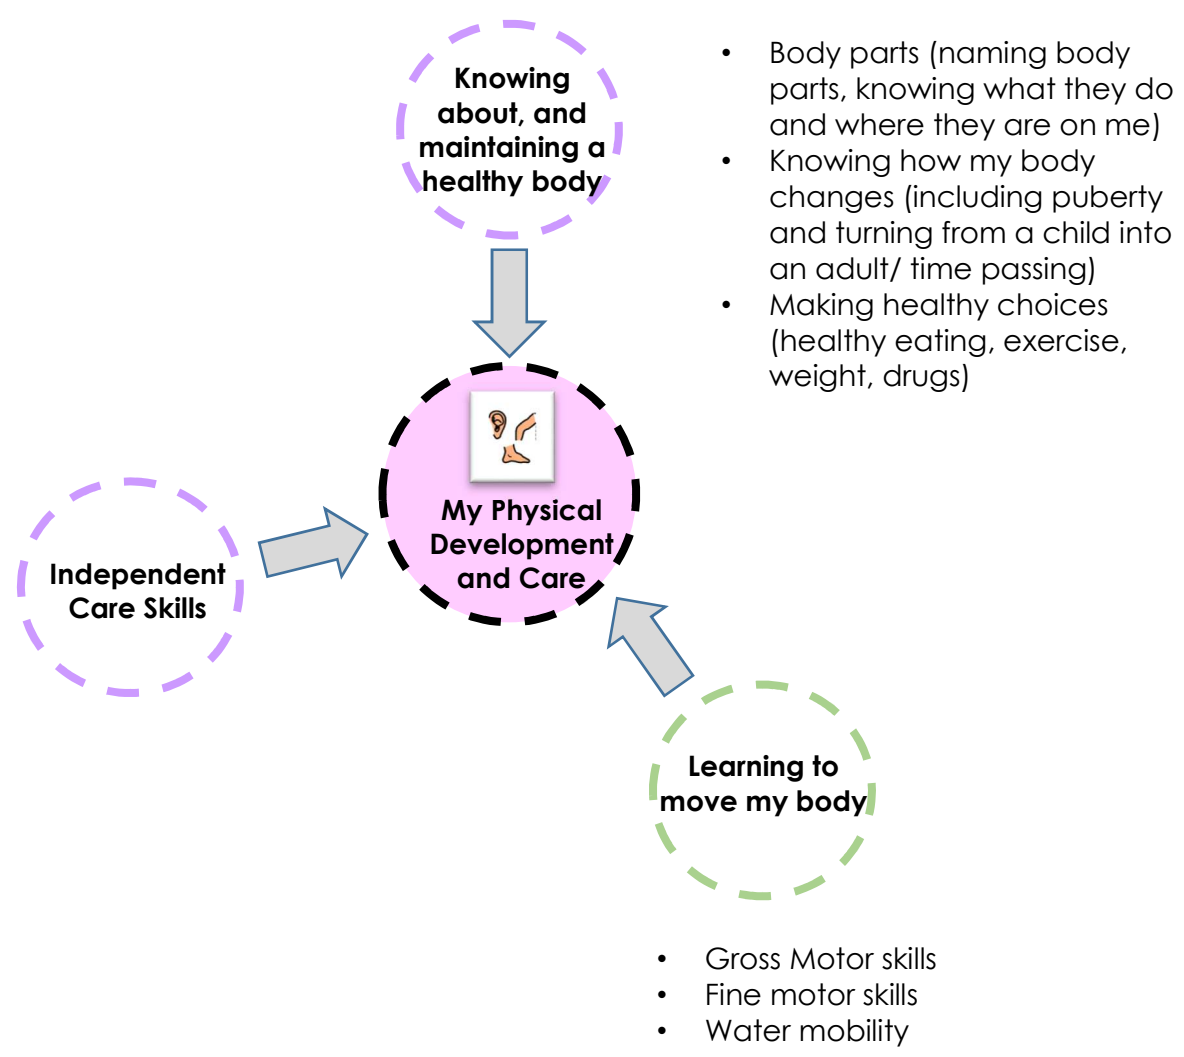 Knowing
about, and
maintaining a
healthy body
• Body parts (naming body
parts, knowing what they do
and where they are on me)
• Knowing how my body
changes (including puberty
and turning from a child into
an adult/ time passing)
• Making healthy choices
(healthy eating, exercise,
weight, drugs)
My Physical
Development
and Care
Independent
Care Skills
Learning to
move my body
• Gross Motor skills
• Fine motor skills
• Water mobility